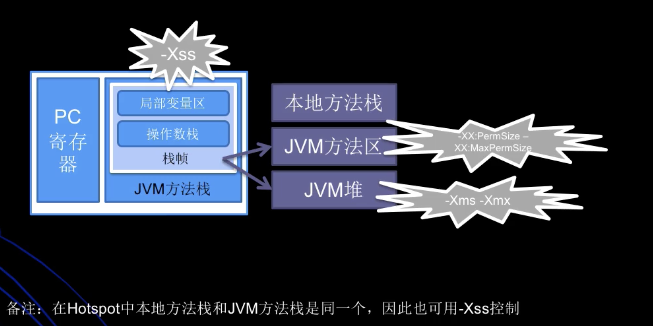 -Xss
PC
寄存
器
局部变量区
操作数栈
栈帧
JVM方法栈
本地方法栈
JVM方法区
-XX:PermSize –
XX:MaxPermSize
JVM堆
-Xms -Xmx
备注：在Hotspot中本地方法栈和JVM方法栈是同一个，因此也可用-Xss控制